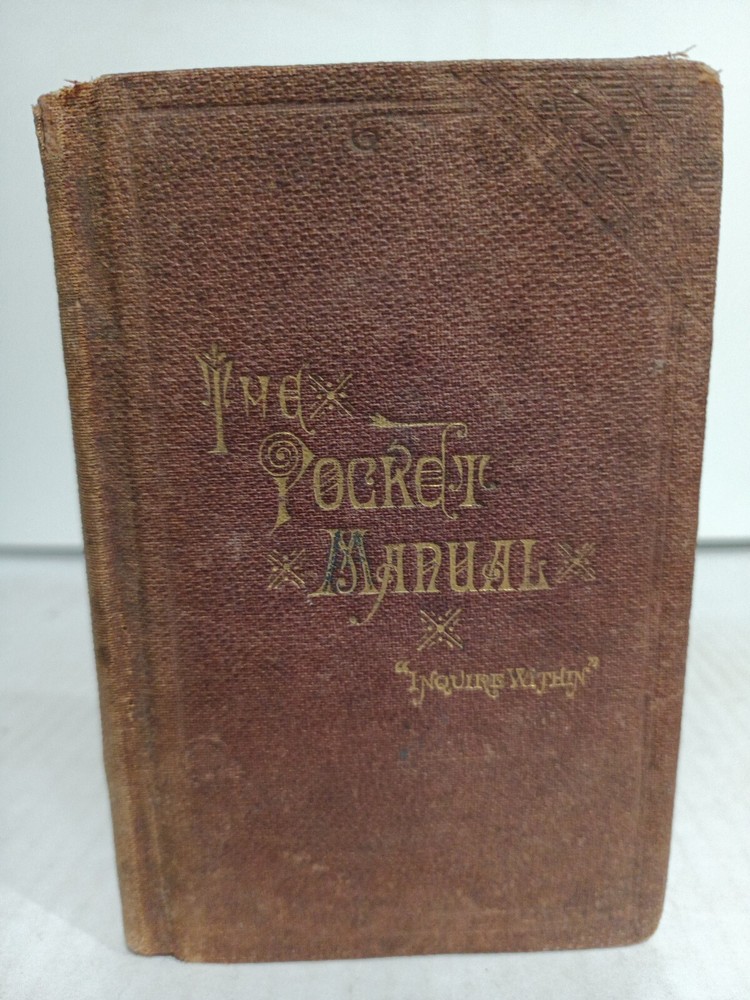 THE
POCKET
MANUAL
"INQUIRE WITHIN"